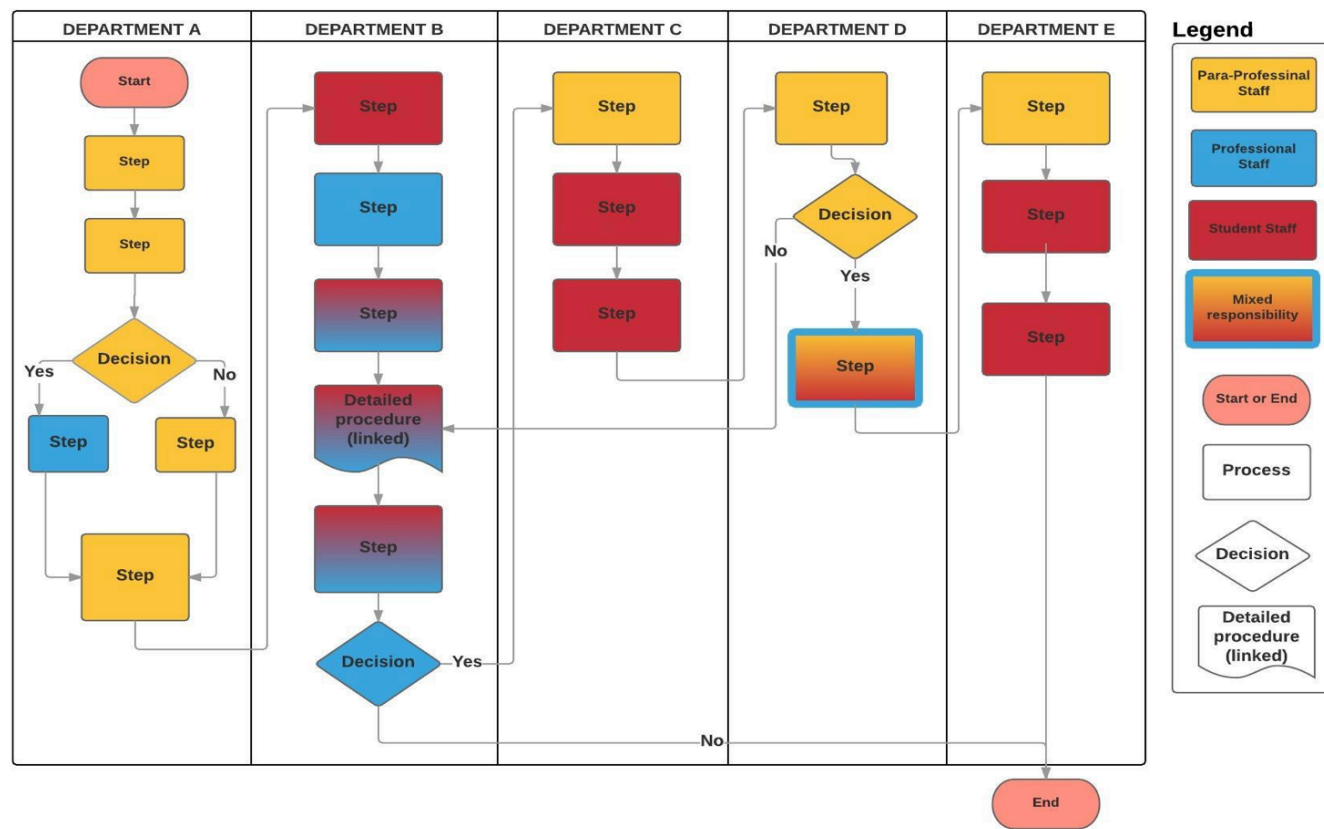 DEPARTMENT A
DEPARTMENT B
DEPARTMENT C
DEPARTMENT D
DEPARTMENT E
Start
Step
Step
Decision
Yes
No
Step
Step
Step
Step
Step
Step
Detailed
procedure
(linked)
Step
Decision
Yes
No
Step
Step
Step
Step
Decision
No
Yes
Step
Step
Step
Step
End
Legend
Para-Professinal
Staff
Professional
Staff
Student Staff
Mixed
responsibility
Start or End
Process
Decision
Detailed
procedure
(linked)